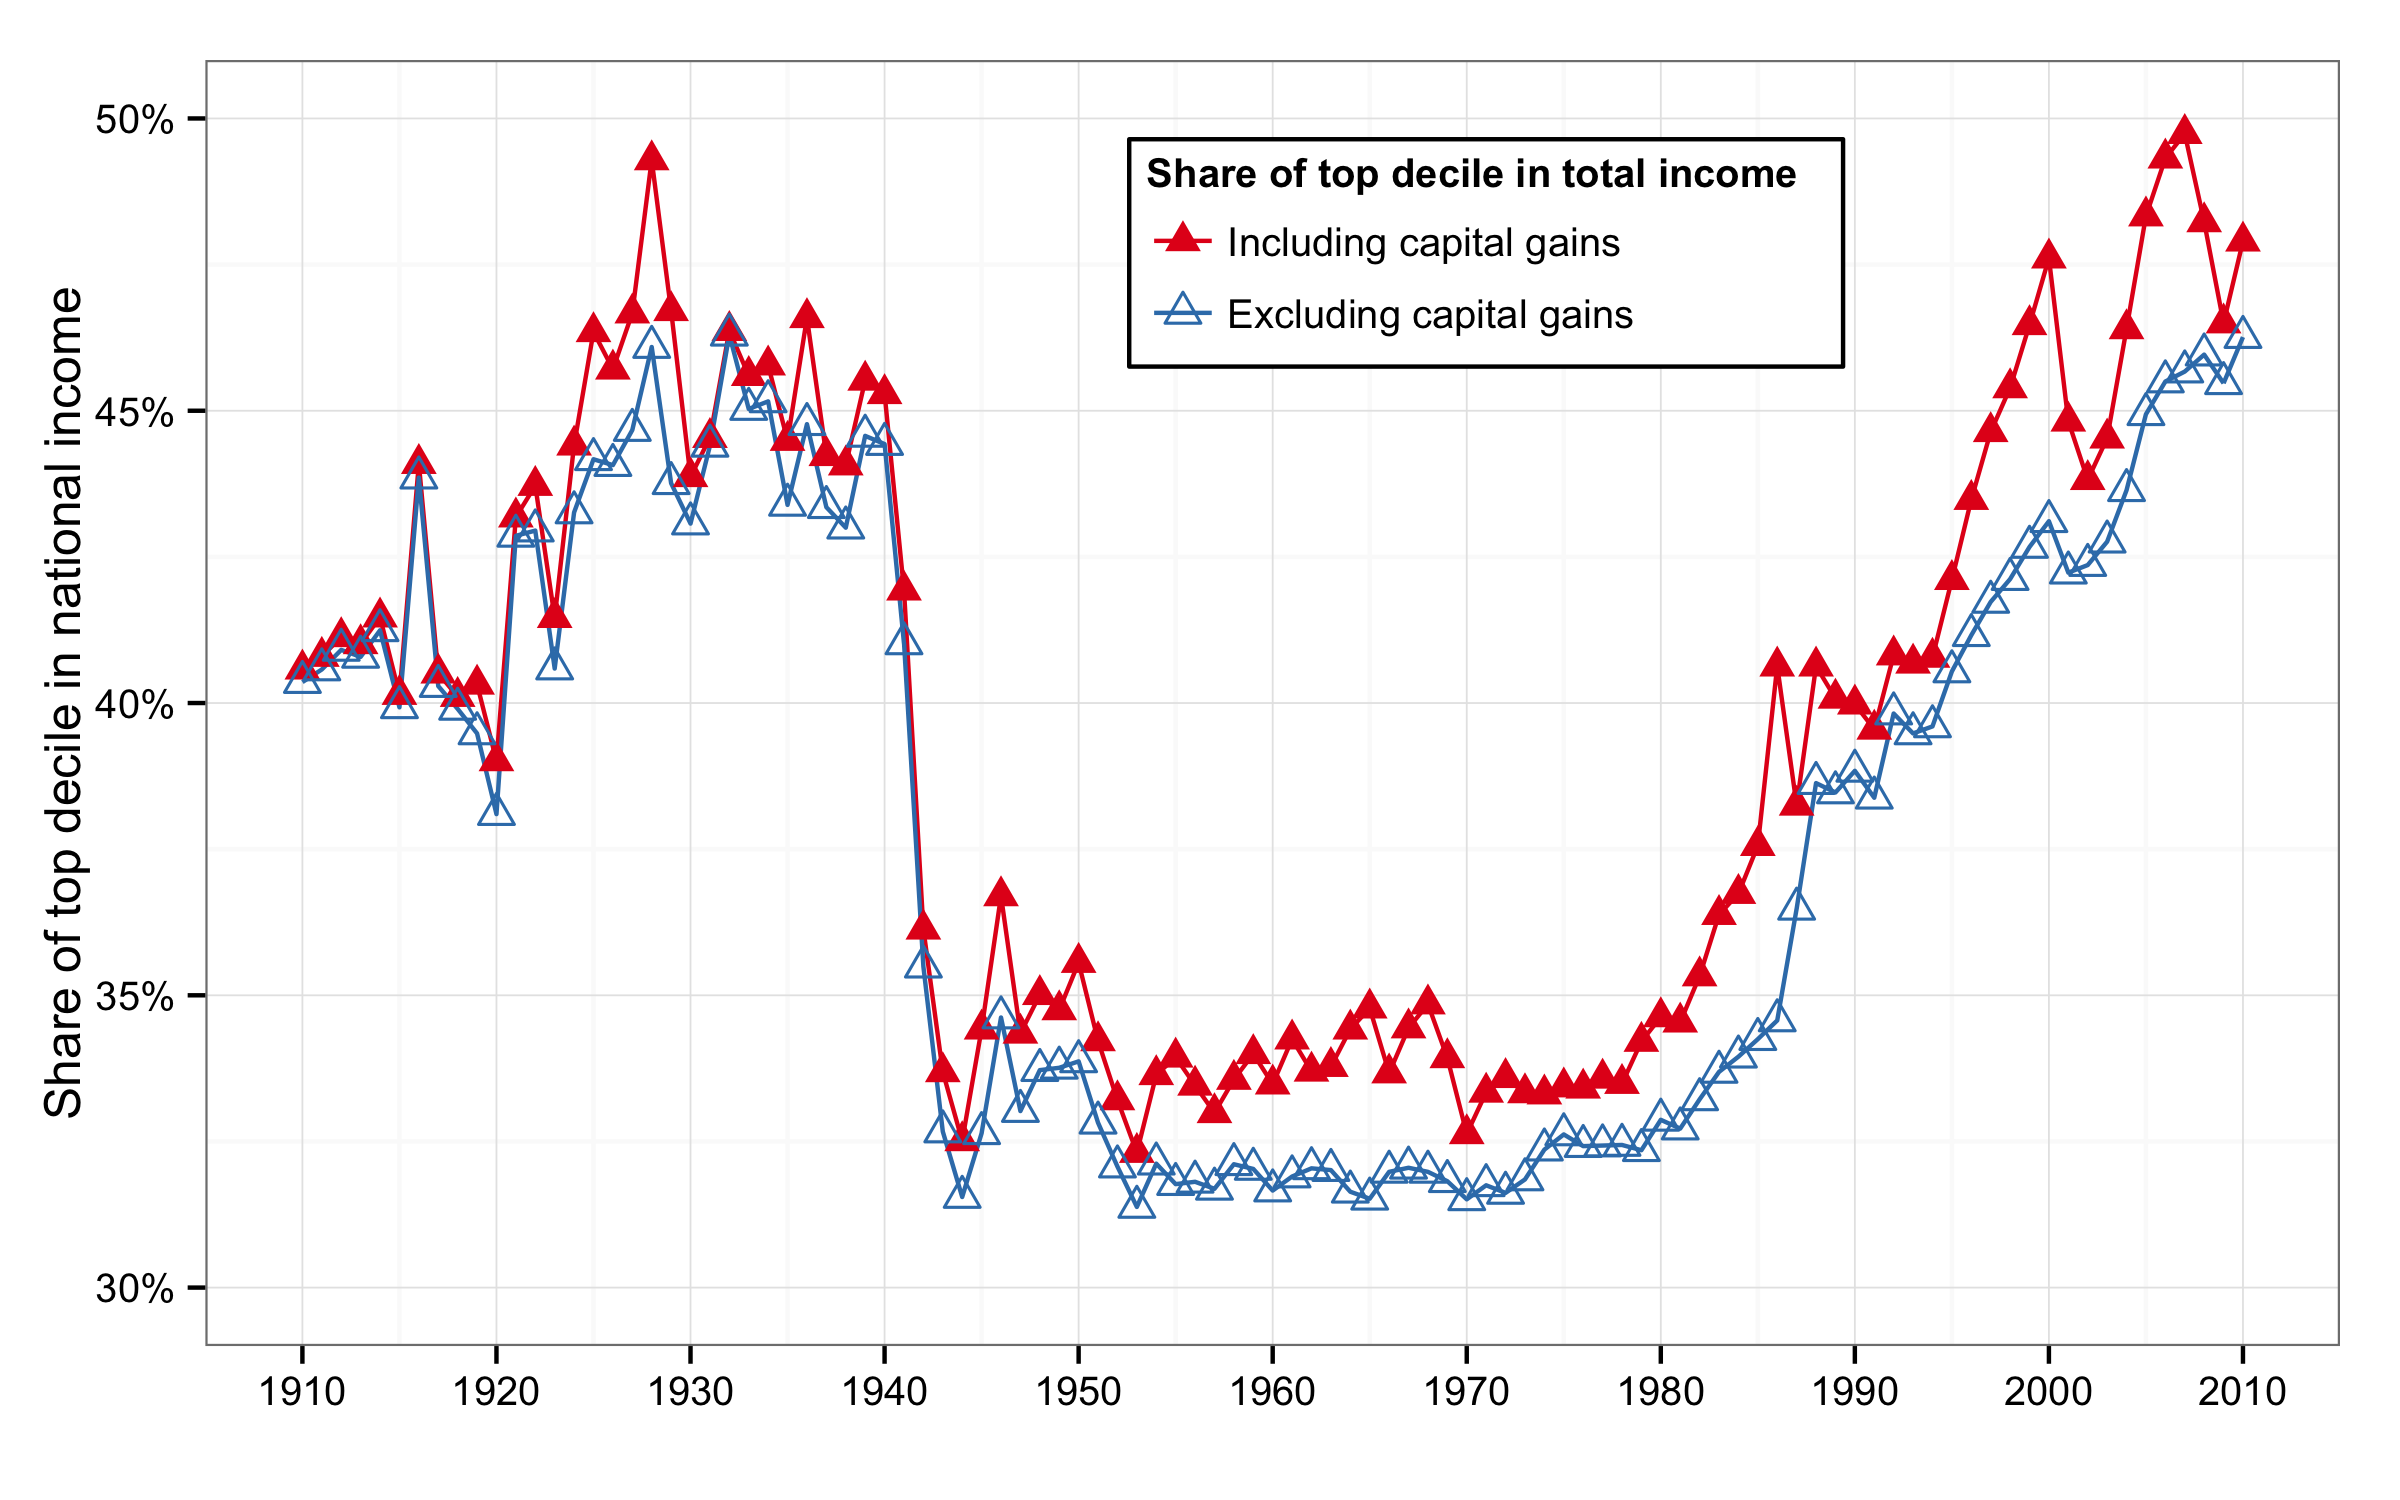 Share of top decile in national income
50%
45%
40%
35%
30%
Share of top decile in total income
Including capital gains
Excluding capital gains
1910 1920 1930 1940 1950 1960 1970 1980 1990 2000 2010